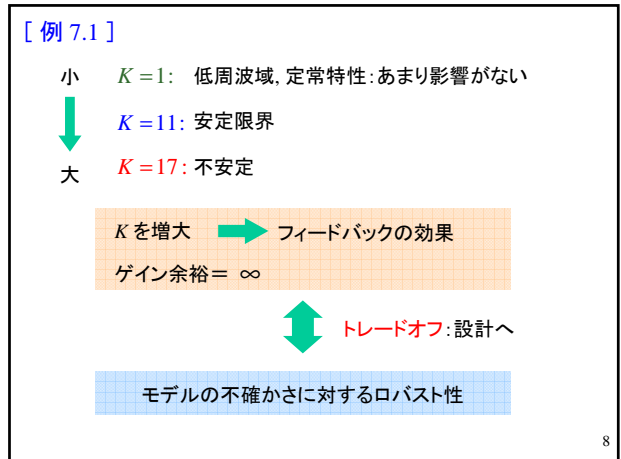 [ 例 7.1 ]
小 K =1: 低周波域, 定常特性：あまり影響がない
K =11: 安定限界
大 K =17: 不安定
K を増大 フィードバックの効果
ゲイン余裕＝ ∞
トレードオフ：設計へ
モデルの不確かさに対するロバスト性
8